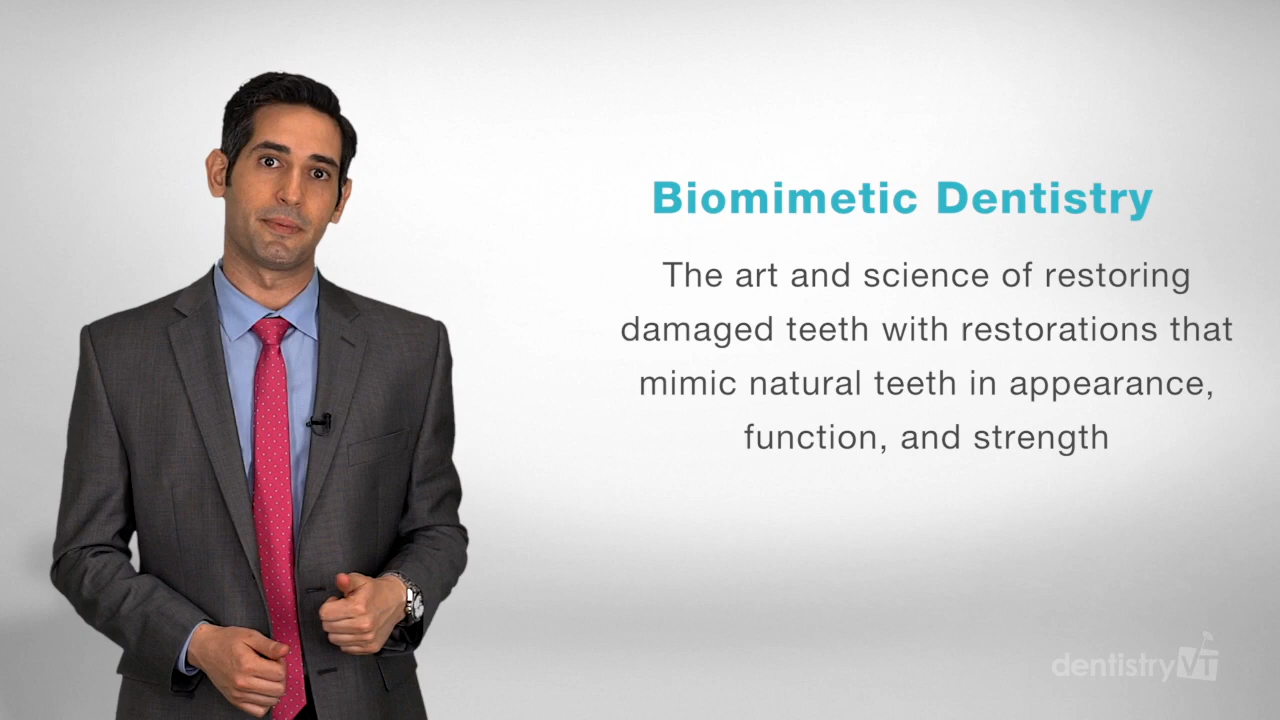 Biomimetic Dentistry
The art and science of restoring
damaged teeth with restorations that
mimic natural teeth in appearance,
function, and strength
dentistryVT